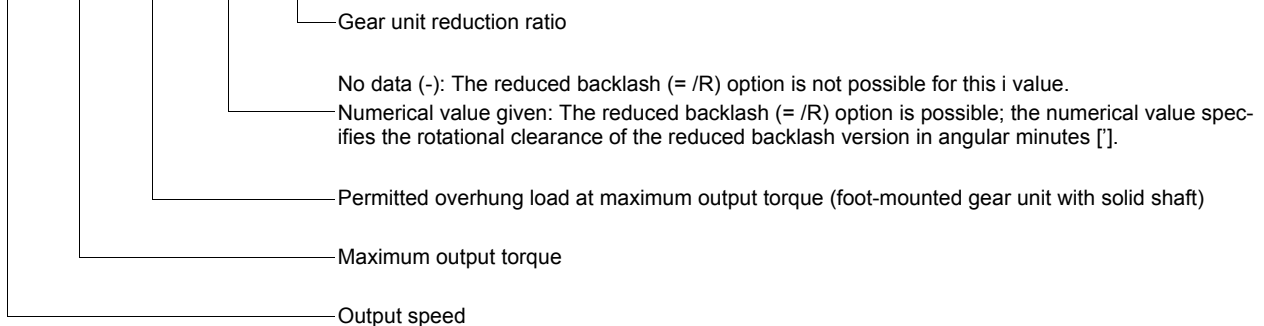 Gear unit reduction ratio
No data (-): The reduced backlash (= /R) option is not possible for this i value.
Numerical value given: The reduced backlash (= /R) option is possible; the numerical value spec-
ifies the rotational clearance of the reduced backlash version in angular minutes ['].
Permitted overhung load at maximum output torque (foot-mounted gear unit with solid shaft)
Maximum output torque
Output speed